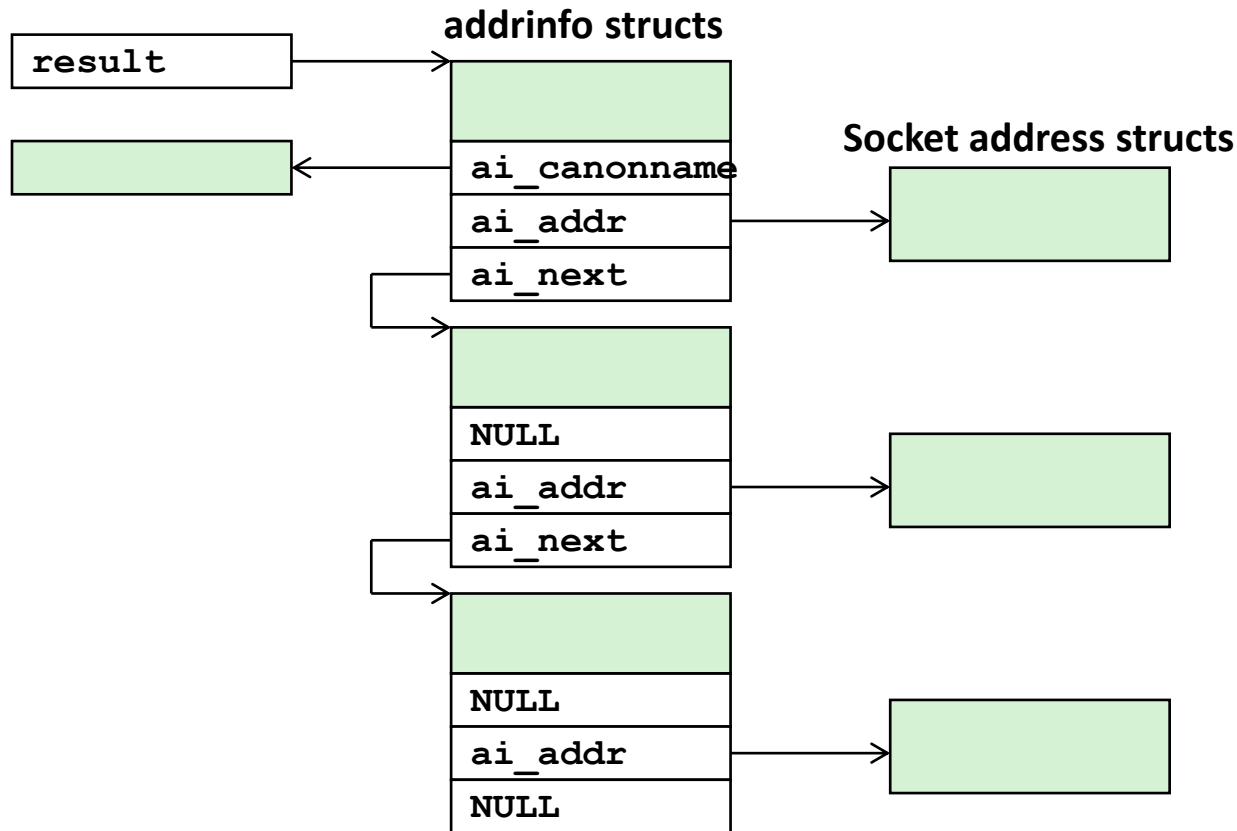 addrinfo structs
result
Socket address structs
ai_canonname
ai_addr
ai_next
NULL
ai_addr
ai_next
NULL
ai_addr
NULL